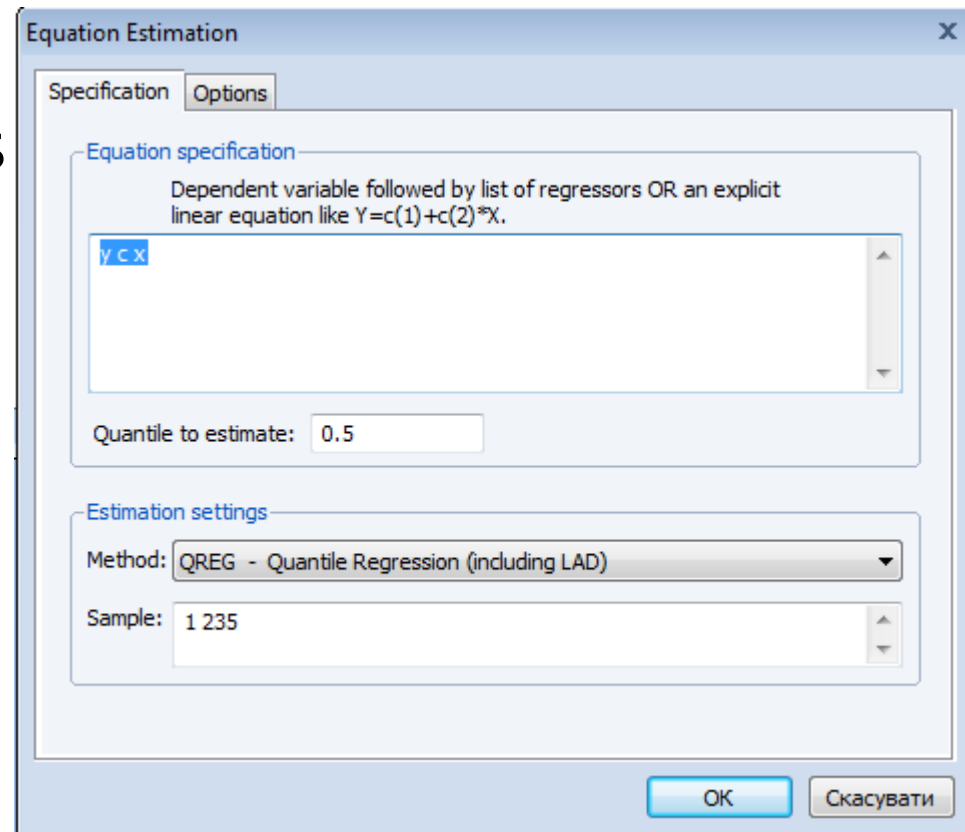 Equation Estimation
Specification
Options
Equation specification
Dependent variable followed by list of regressors OR an explicit
linear equation like Y=c(1)+c(2)*X.
y c x
Quantile to estimate: 0.5
Estimation settings
Method: QREG - Quantile Regression (including LAD)
Sample: 1 235
OK
Скасувати